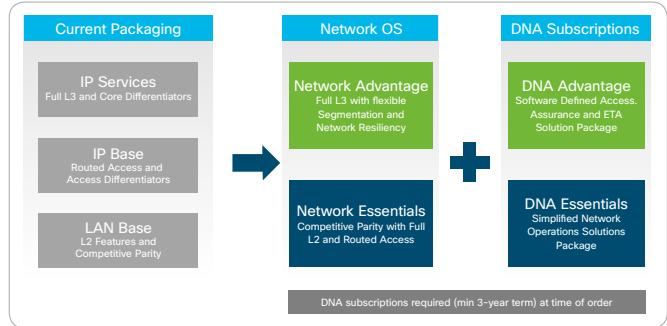 Current Packaging
IP Services
Full L3 and Core Differentiators
IP Base
Routed Access and
Access Differentiators
LAN Base
L2 Features and
Competitive Parity
Network OS
Network Advantage
Full L3 with flexible
Segmentation and
Network Resiliency
Network Essentials
Competitive Parity with Full
L2 and Routed Access
DNA Subscriptions
DNA Advantage
Software Defined Access.
Assurance and ETA
Solution Package
DNA Essentials
Simplified Network
Operations Solutions
Package
DNA subscriptions required (min 3-year term) at time of order